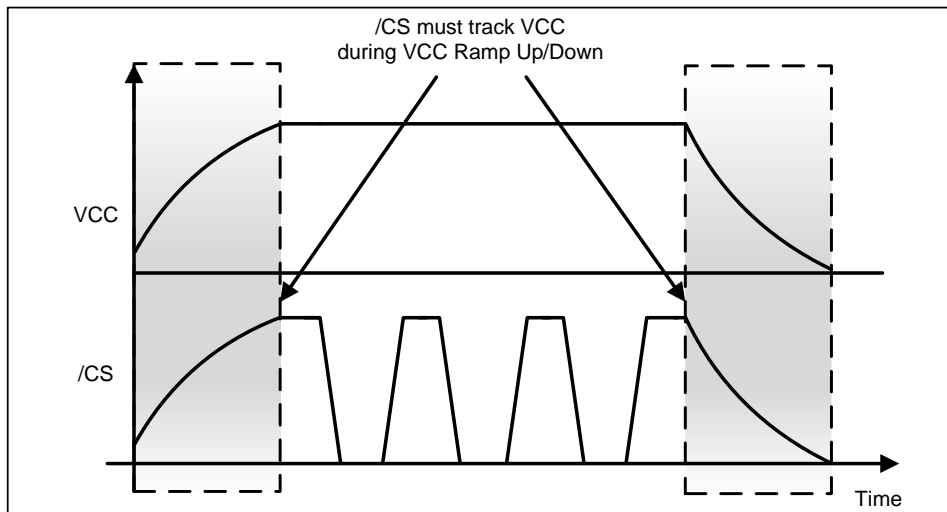 /CS must track VCC
during VCC Ramp Up/Down
VCC
/CS
Time